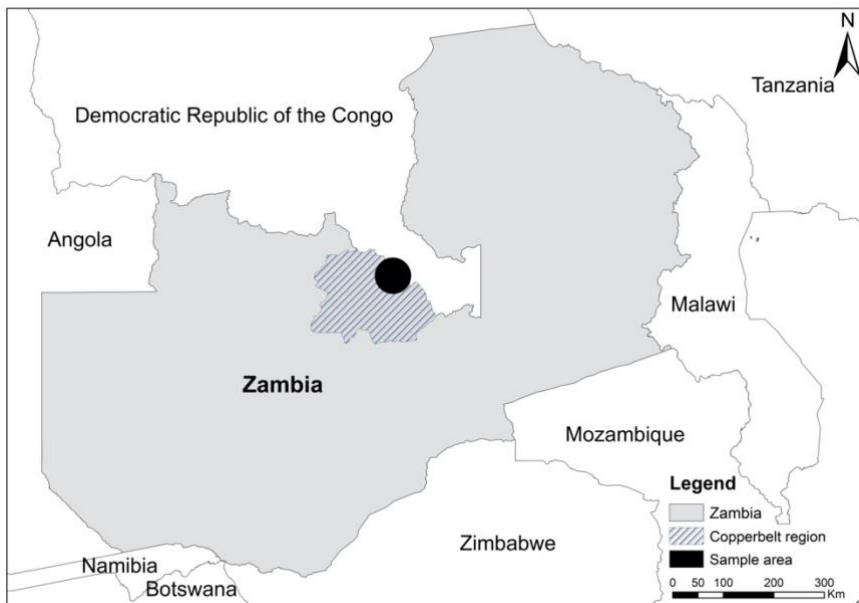 N
Tanzania
Democratic Republic of the Congo
Angola
Malawi
Zambia
Mozambique
Legend
Zambia
Copperbelt region
Sample area
0 50 100 200 300
Km
Zimbabwe
Namibia
Botswana